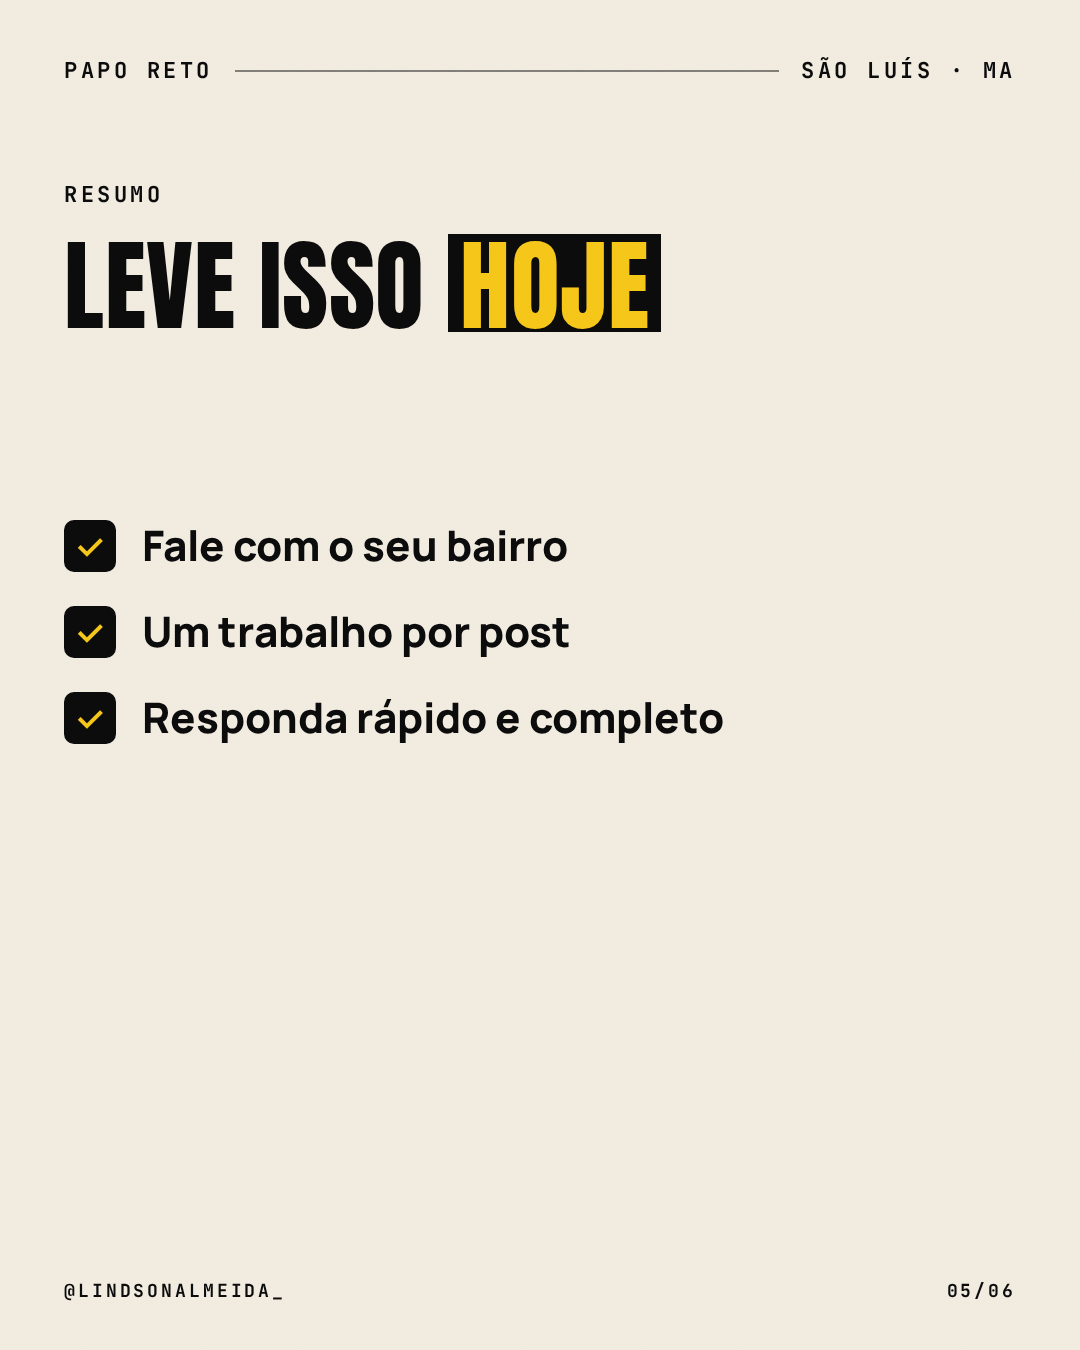 PAPO RETO
SÃO LUÍS · MA
RESUMO
LEVE ISSO HOJE
Fale com o seu bairro
Um trabalho por post
Responda rápido e completo
@LINDSONALMEIDA_
05/06